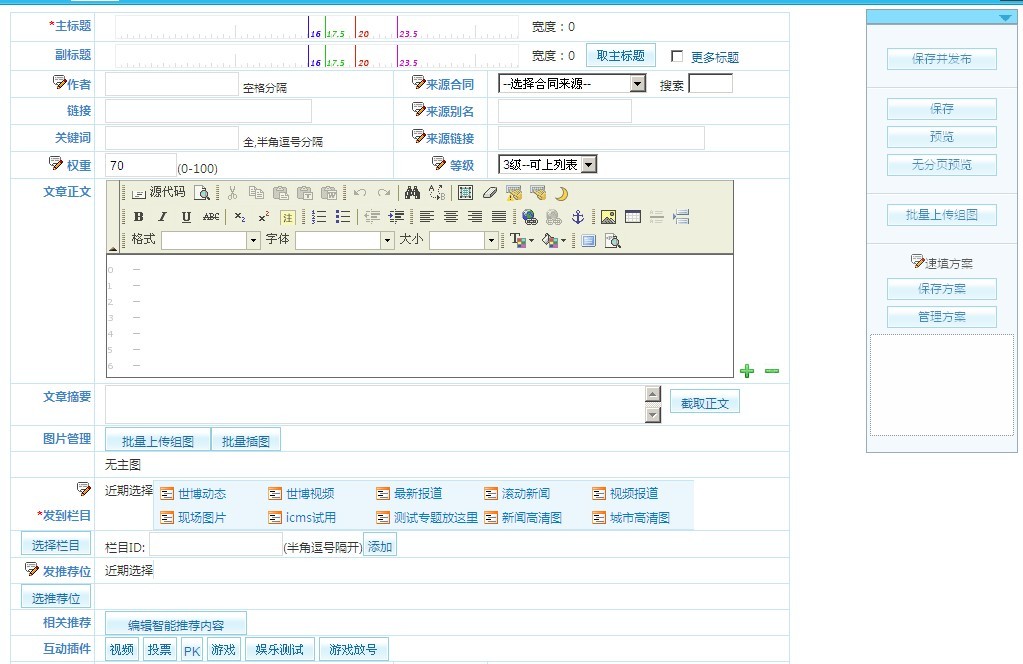 *主标题 16 17.5 20 23.5 宽度：0
副标题 16 17.5 20 23.5 宽度：0 取主标题 更多标题
作者 空格分隔 来源合同 --选择合同来源-- 搜索
链接 来源别名
关键词 全,半角逗号分隔 来源链接
权重 70 (0-100) 等级 3级--可上列表
文章正文 源代码
B I U ABC x₂ x² 注
格式 字体 大小
0
1
2
3
4
5
6
文章摘要 截取正文
图片管理 批量上传组图 批量插图
无主图
近期选择 世博动态 世博视频 最新报道 滚动新闻 视频报道
*发到栏目 现场图片 icms试用 测试专题放这里 新闻高清图 城市高清图
选择栏目 栏目ID: (半角逗号隔开) 添加
发推荐位 近期选择
选推荐位
相关推荐 编辑智能推荐内容
互动插件 视频 投票 PK 游戏 娱乐测试 游戏放号
保存并发布
保存
预览
无分页预览
批量上传组图
速填方案
保存方案
管理方案